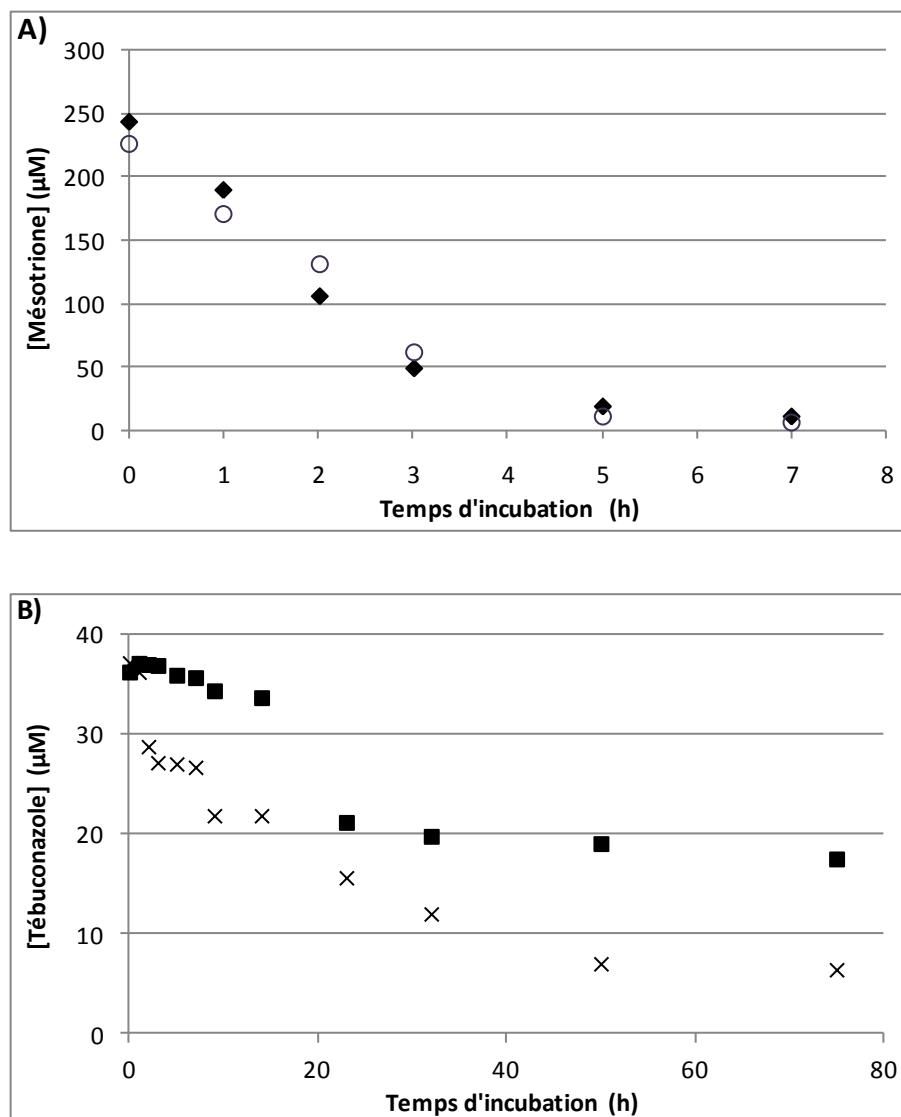 A)
[Mésotrione] (µM)
300
250
200
150
100
50
0
0 1 2 3 4 5 6 7 8
Temps d'incubation (h)
B)
[Tébuconazole] (µM)
40
30
20
10
0
0 20 40 60 80
Temps d'incubation (h)